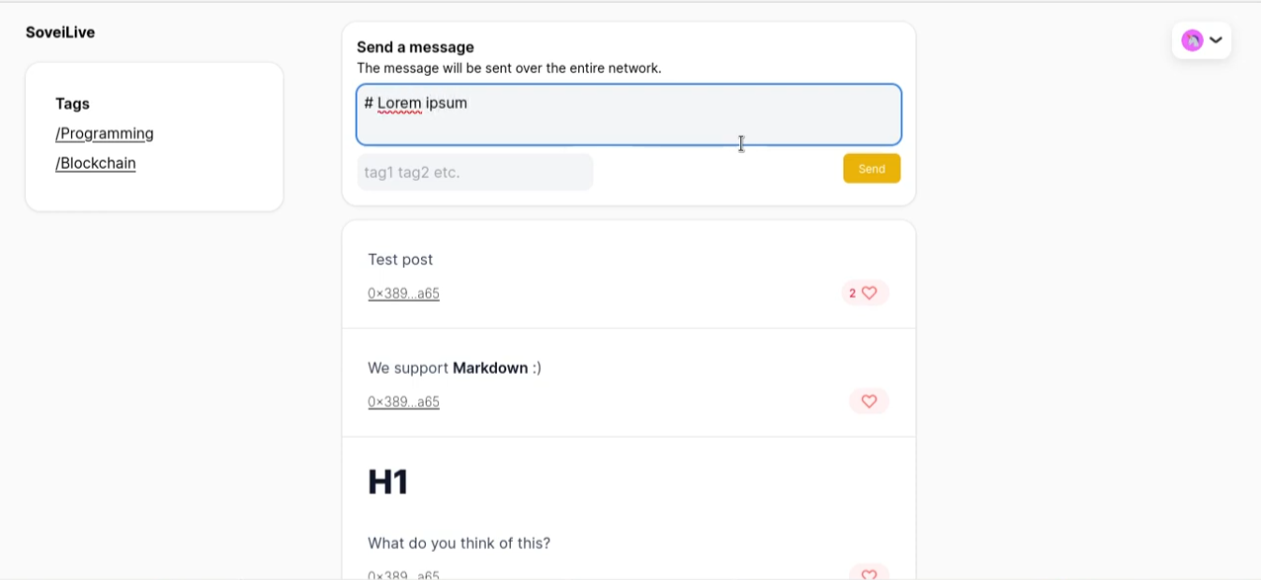 SoveiLive
Tags
/Programming
/Blockchain
Send a message
The message will be sent over the entire network.
# Lorem ipsum
tag1 tag2 etc.
Send
Test post
0×389...a65
2
We support Markdown :)
0×389...a65
H1
What do you think of this?
0×389...a65